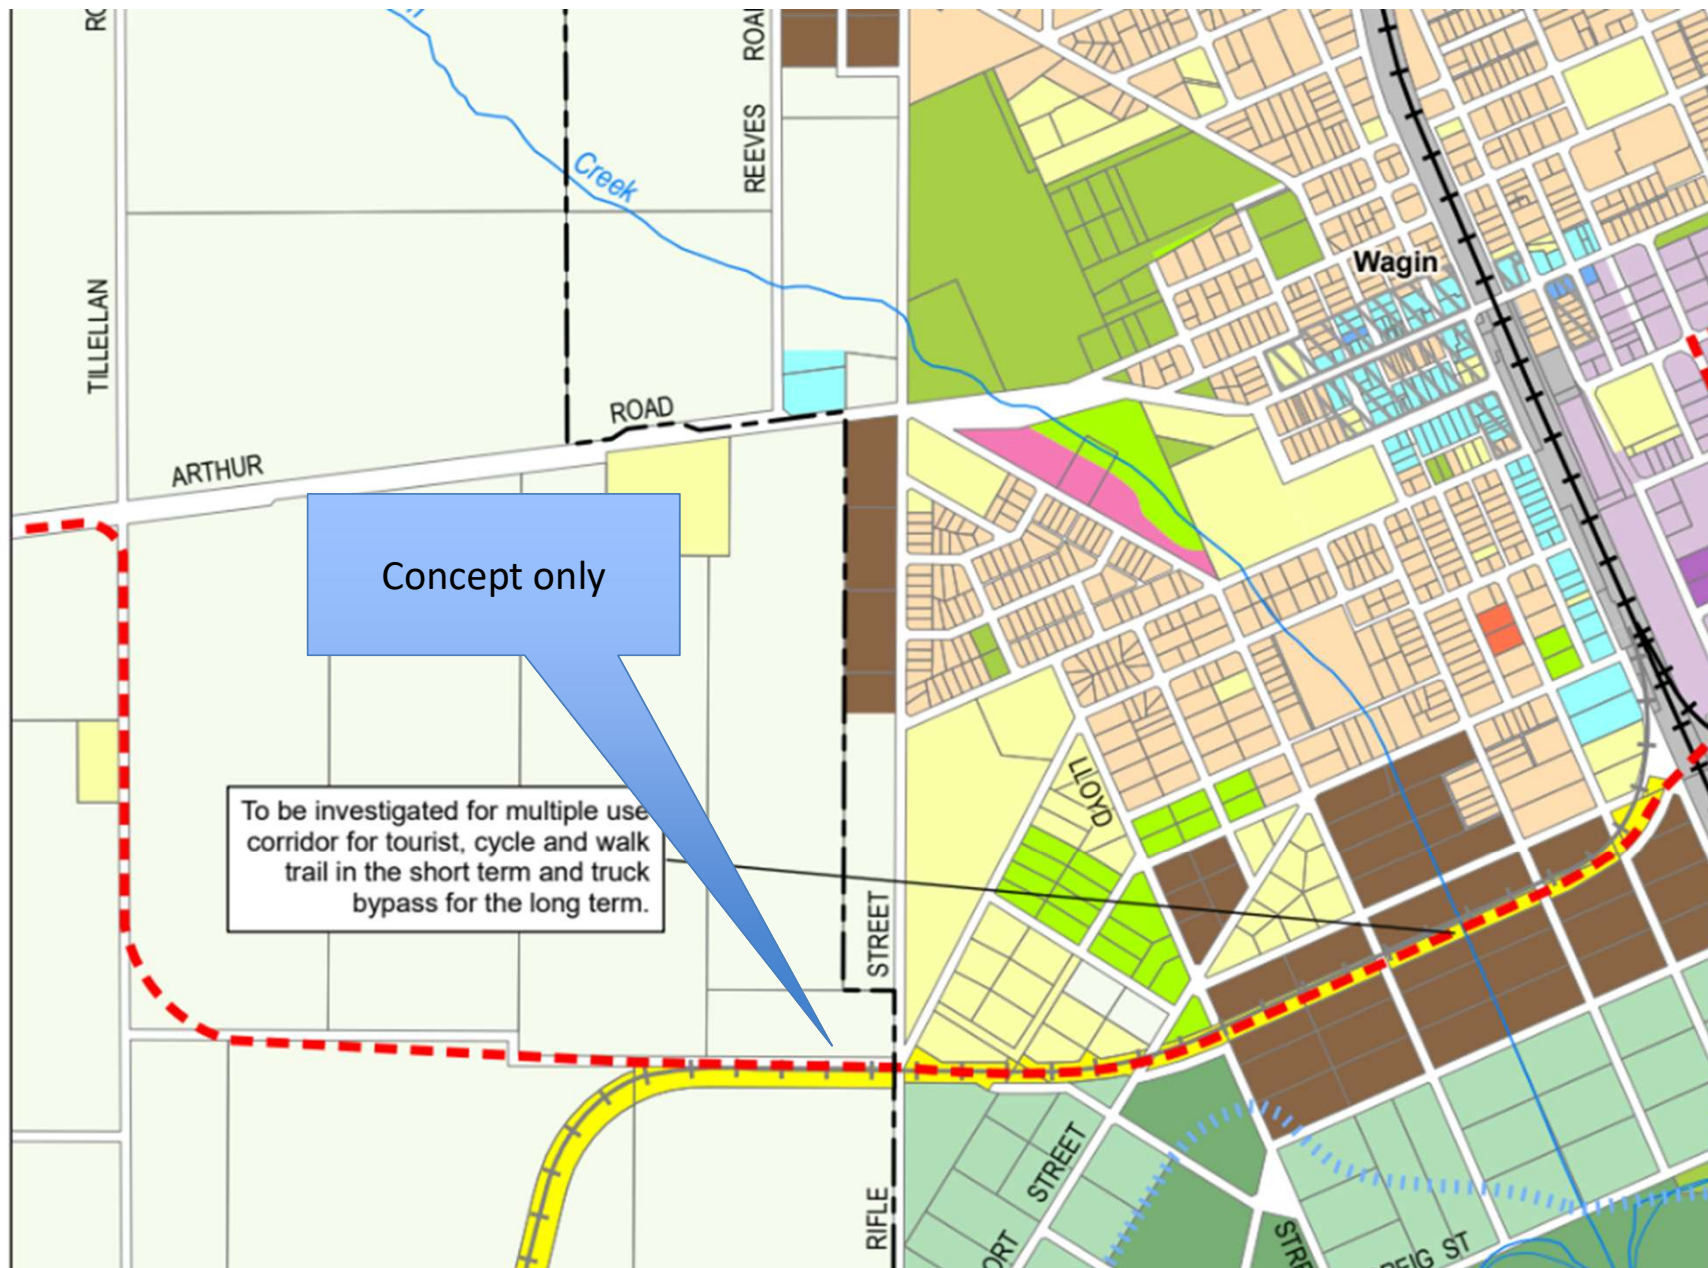 ROAD
REEVES
Creek
TILLELLAN
Wagin
ROAD
ARTHUR
Concept only
LLOYD
To be investigated for multiple use
corridor for tourist, cycle and walk
trail in the short term and truck
bypass for the long term.
STREET
STREET
RIFLE
ST